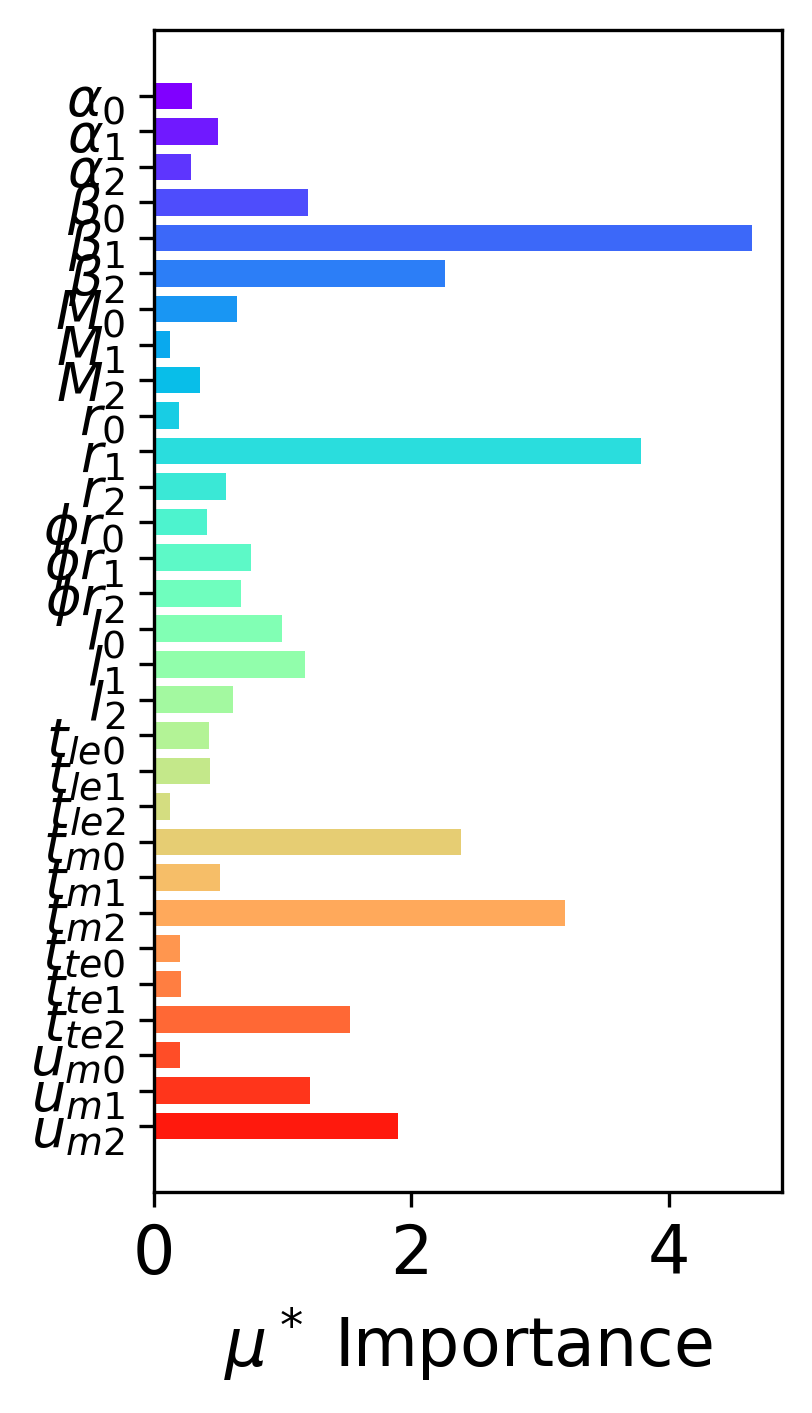 α0
α1
α2
β0
β1
β2
M0
M1
M2
r0
r1
r2
ϕr0
ϕr1
ϕr2
l0
l1
l2
tle0
tle1
tle2
tm0
tm1
tm2
tte0
tte1
tte2
um0
um1
um2
0 2 4
μ* Importance